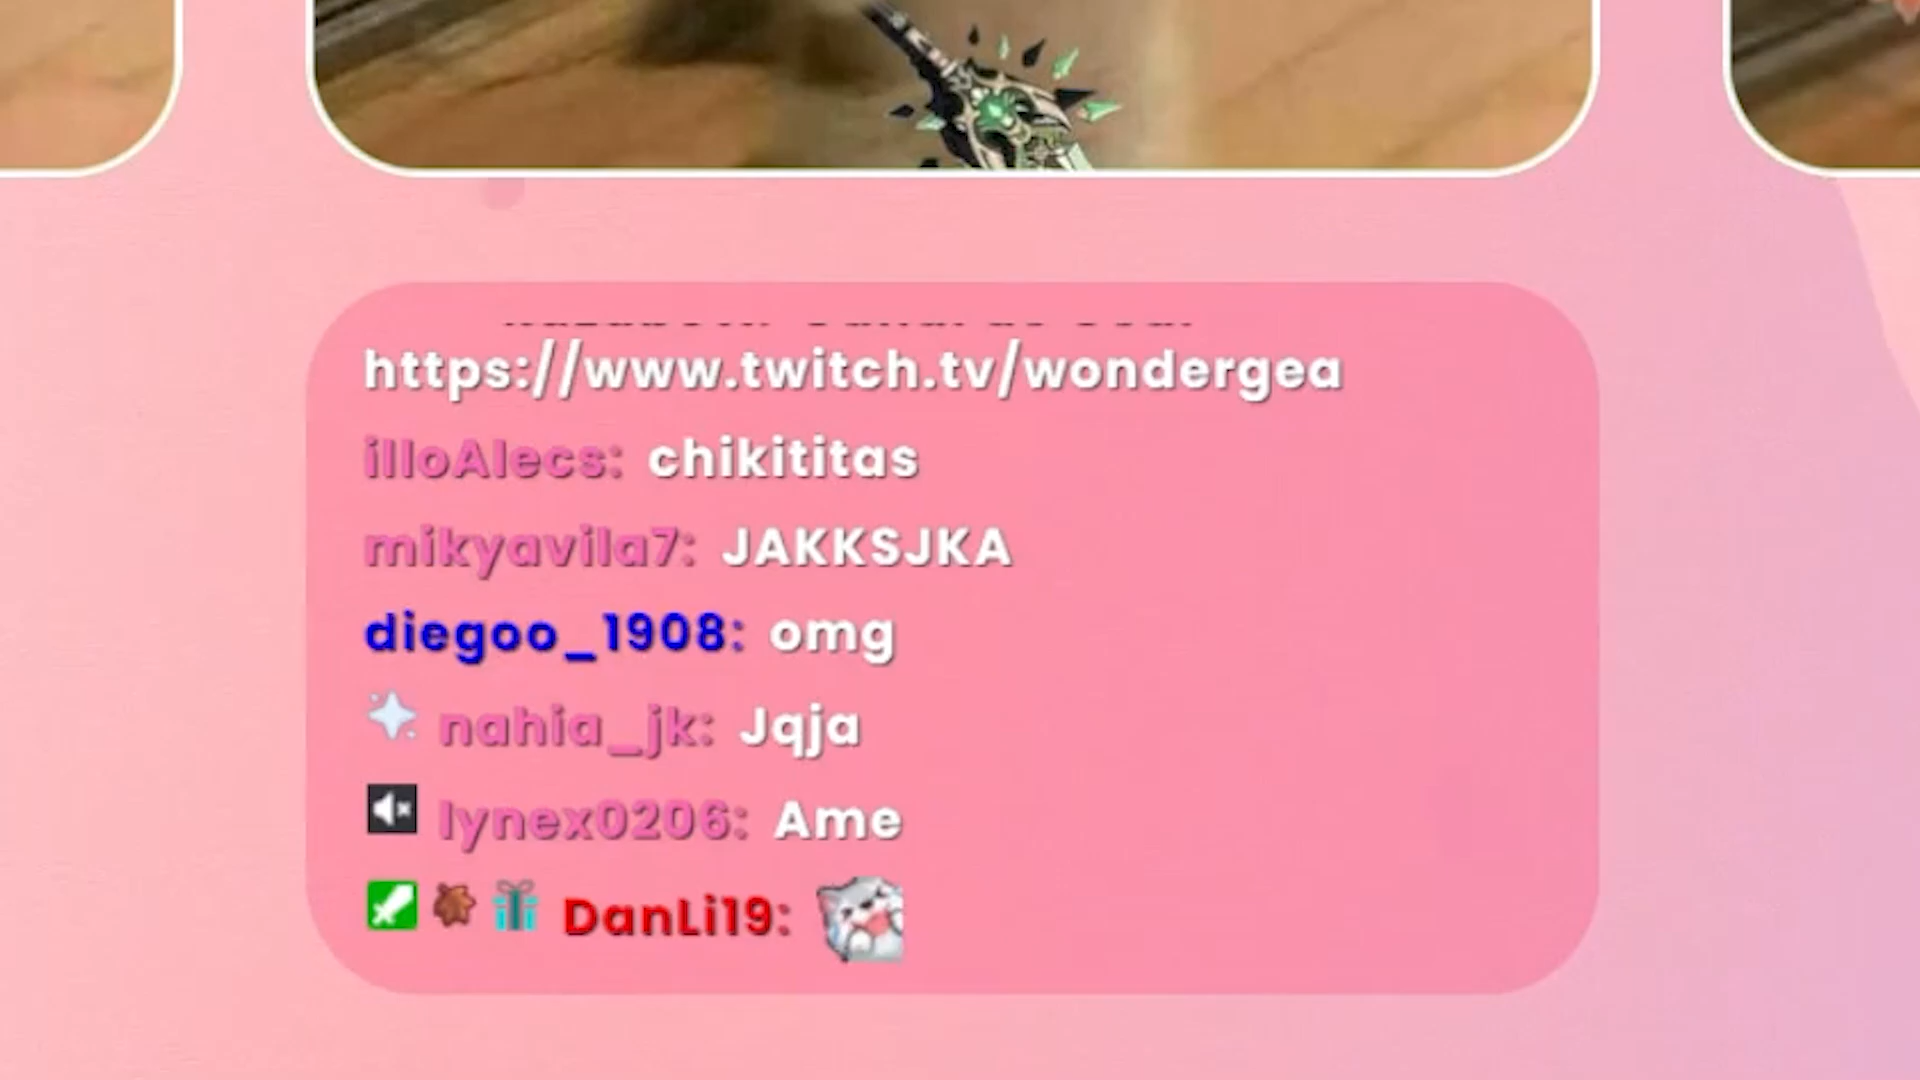 https://www.twitch.tv/wondergea
illoAlecs: chikititas
mikyavila7: JAKKSJKA
diegoo_1908: omg
nahia_jk: Jqja
lynex0206: Ame
DanLi19: